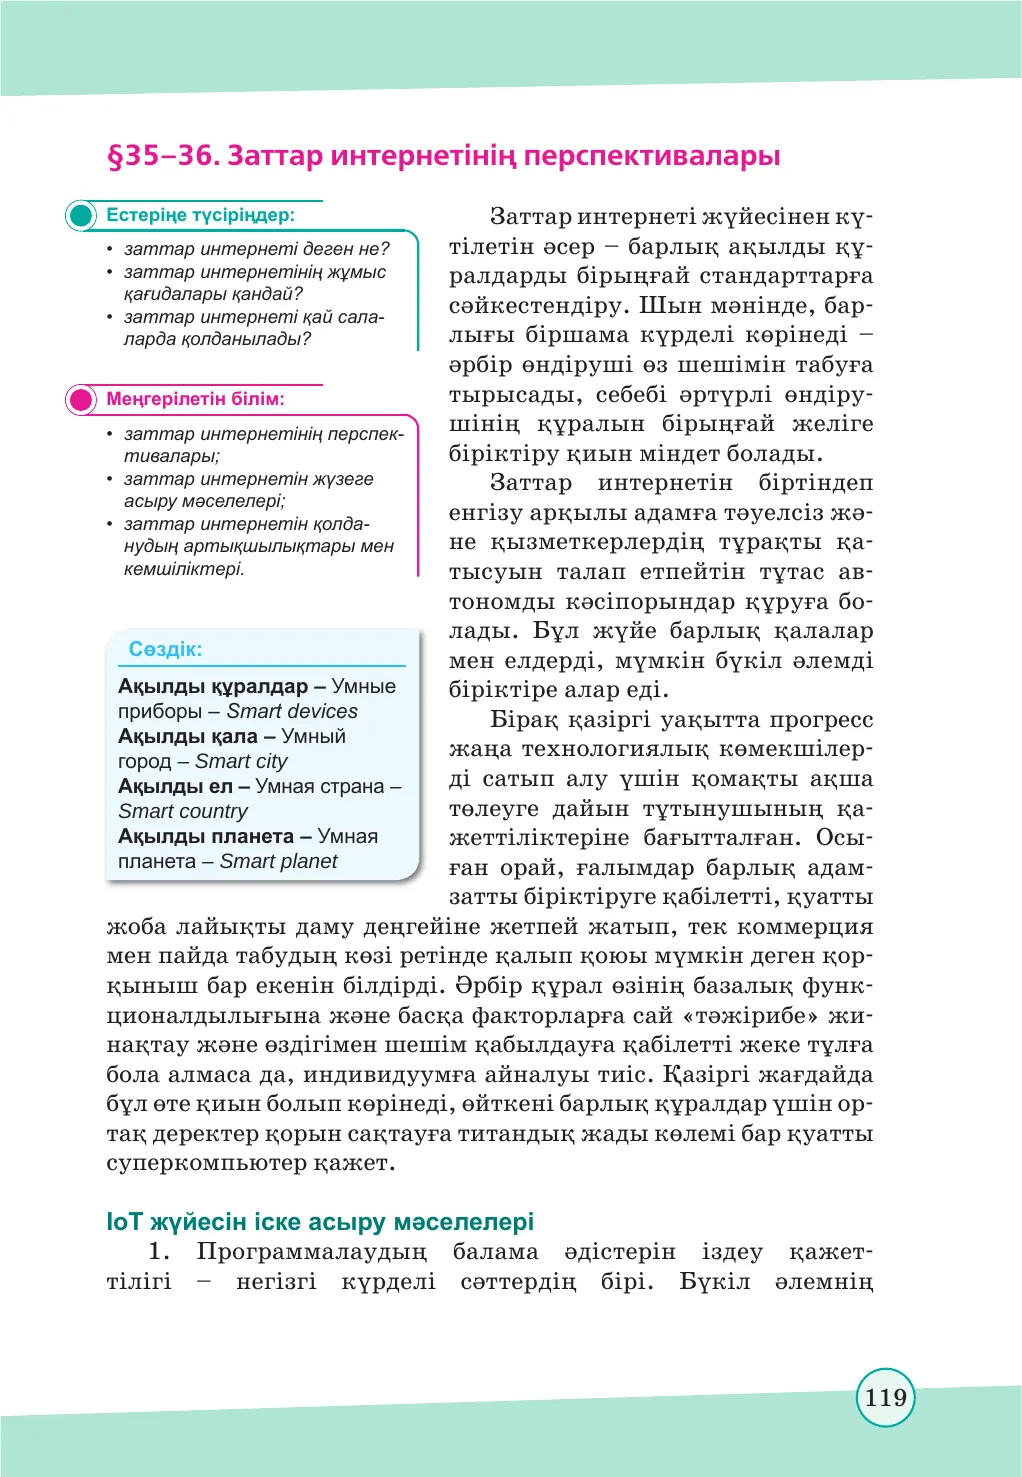 §35–36. Заттар интернетінің перспективалары
Естеріңе түсіріңдер:
• заттар интернеті деген не?
• заттар интернетінің жұмыс
қағидалары қандай?
• заттар интернеті қай сала-
ларда қолданылады?
Меңгерілетін білім:
• заттар интернетінің перспек-
тивалары;
• заттар интернетін жүзеге
асыру мәселелері;
• заттар интернетін қолда-
нудың артықшылықтары мен
кемшіліктері.
Сөздік:
Ақылды құралдар – Умные
приборы – Smart devices
Ақылды қала – Умный
город – Smart city
Ақылды ел – Умная страна –
Smart country
Ақылды планета – Умная
планета – Smart planet
Заттар интернеті жүйесінен кү-
тілетін әсер – барлық ақылды құ-
ралдарды бірыңғай стандарттарға
сәйкестендіру. Шын мәнінде, бар-
лығы біршама күрделі көрінеді –
әрбір өндіруші өз шешімін табуға
тырысады, себебі әртүрлі өндіру-
шінің құралын бірыңғай желіге
біріктіру қиын міндет болады.
Заттар интернетін біртіндеп
енгізу арқылы адамға тәуелсіз жә-
не қызметкерлердің тұрақты қа-
тысуын талап етпейтін тұтас ав-
тономды кәсіпорындар құруға бо-
лады. Бұл жүйе барлық қалалар
мен елдерді, мүмкін бүкіл әлемді
біріктіре алар еді.
Бірақ қазіргі уақытта прогресс
жаңа технологиялық көмекшілер-
ді сатып алу үшін қомақты ақша
төлеуге дайын тұтынушының қа-
жеттіліктеріне бағытталған. Осы-
ған орай, ғалымдар барлық адам-
затты біріктіруге қабілетті, қуатты
жоба лайықты даму деңгейіне жетпей жатып, тек коммерция
мен пайда табудың көзі ретінде қалып қоюы мүмкін деген қор-
қыныш бар екенін білдірді. Әрбір құрал өзінің базалық функ-
ционалдылығына және басқа факторларға сай «тәжірибе» жи-
нақтау және өздігімен шешім қабылдауға қабілетті жеке тұлға
бола алмаса да, индивидуумға айналуы тиіс. Қазіргі жағдайда
бұл өте қиын болып көрінеді, өйткені барлық құралдар үшін ор-
тақ деректер қорын сақтауға титандық жады көлемі бар қуатты
суперкомпьютер қажет.
IoT жүйесін іске асыру мәселелері
1. Программалаудың балама әдістерін іздеу қажет-
тілігі – негізгі күрделі сәттердің бірі. Бүкіл әлемнің
119